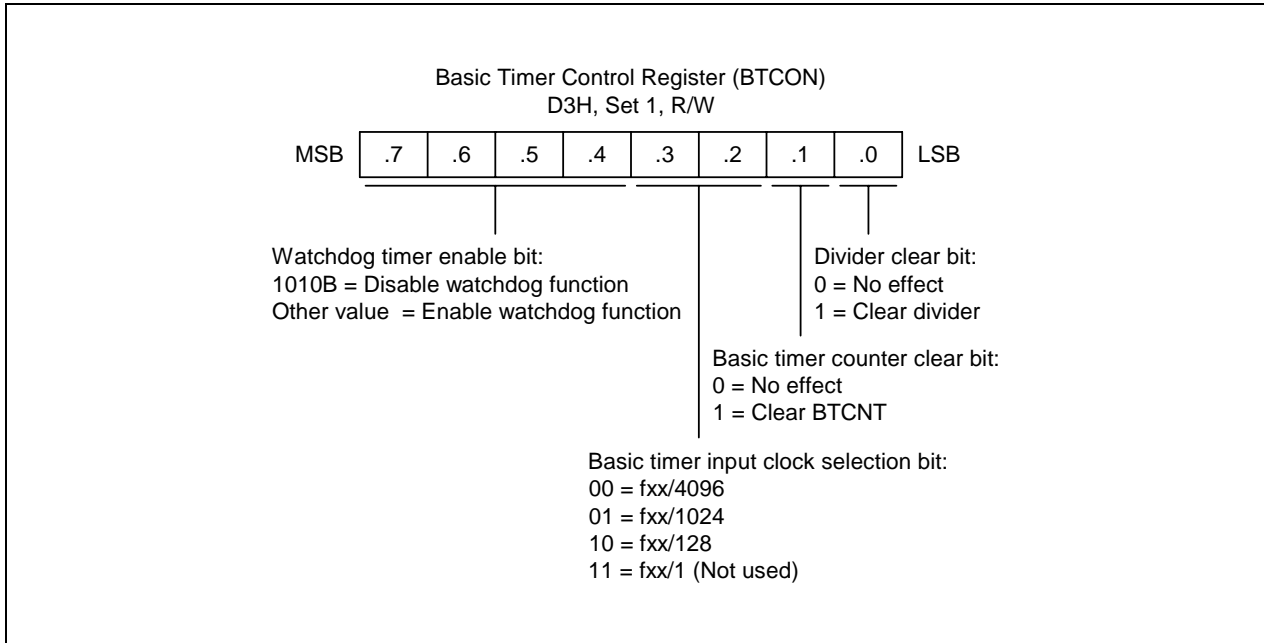 Basic Timer Control Register (BTCON)
D3H, Set 1, R/W
MSB .7 .6 .5 .4 .3 .2 .1 .0 LSB
Watchdog timer enable bit:
1010B = Disable watchdog function
Other value = Enable watchdog function
Divider clear bit:
0 = No effect
1 = Clear divider
Basic timer counter clear bit:
0 = No effect
1 = Clear BTCNT
Basic timer input clock selection bit:
00 = fxx/4096
01 = fxx/1024
10 = fxx/128
11 = fxx/1 (Not used)